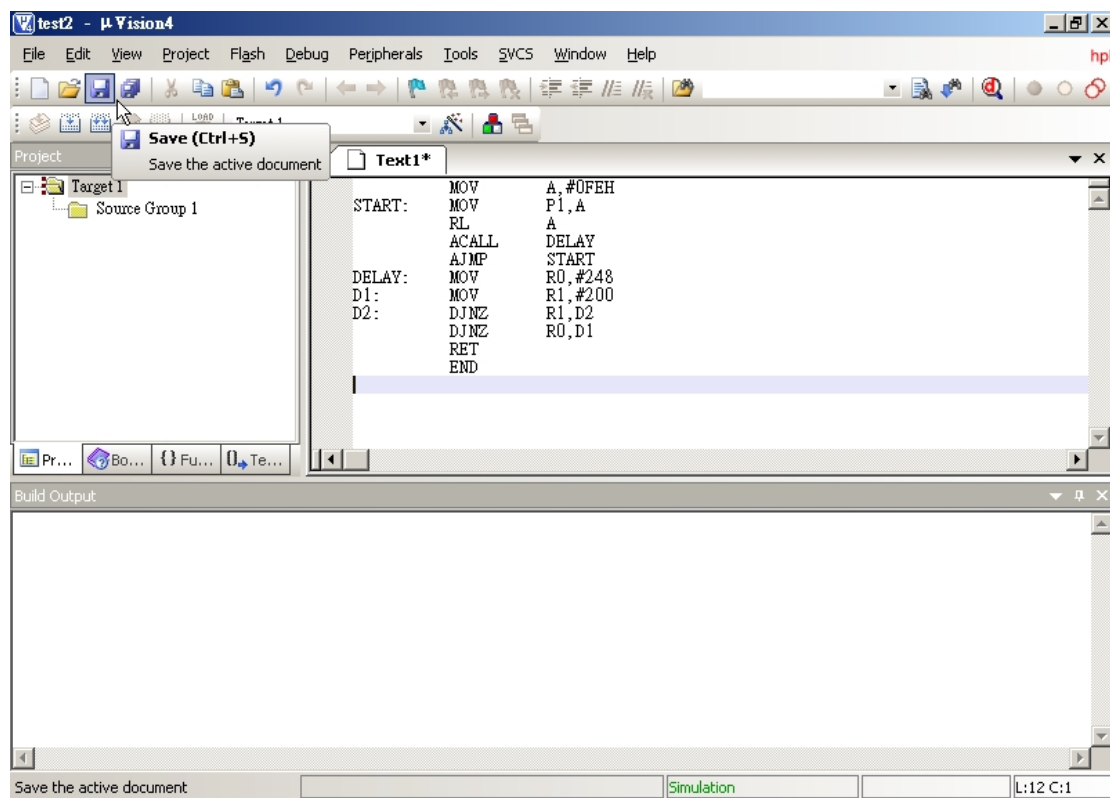 test2 - µVision4
File Edit View Project Flash Debug Peripherals Tools SVCS Window Help
LOAD
Save (Ctrl+S)
Save the active document
Project
Text1*
Target 1
Source Group 1
MOV A,#0FEH
START: MOV P1,A
RL A
ACALL DELAY
AJMP START
DELAY: MOV R0,#248
D1: MOV R1,#200
D2: DJNZ R1,D2
DJNZ R0,D1
RET
END
Pr... Bo... {} Fu... Te...
Build Output
Save the active document Simulation L:12 C:1